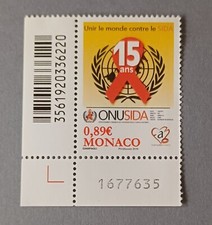 Unir le monde contre le SIDA
15
ans
ONUSIDA
0,89€
MONACO
3561920336220
1677635